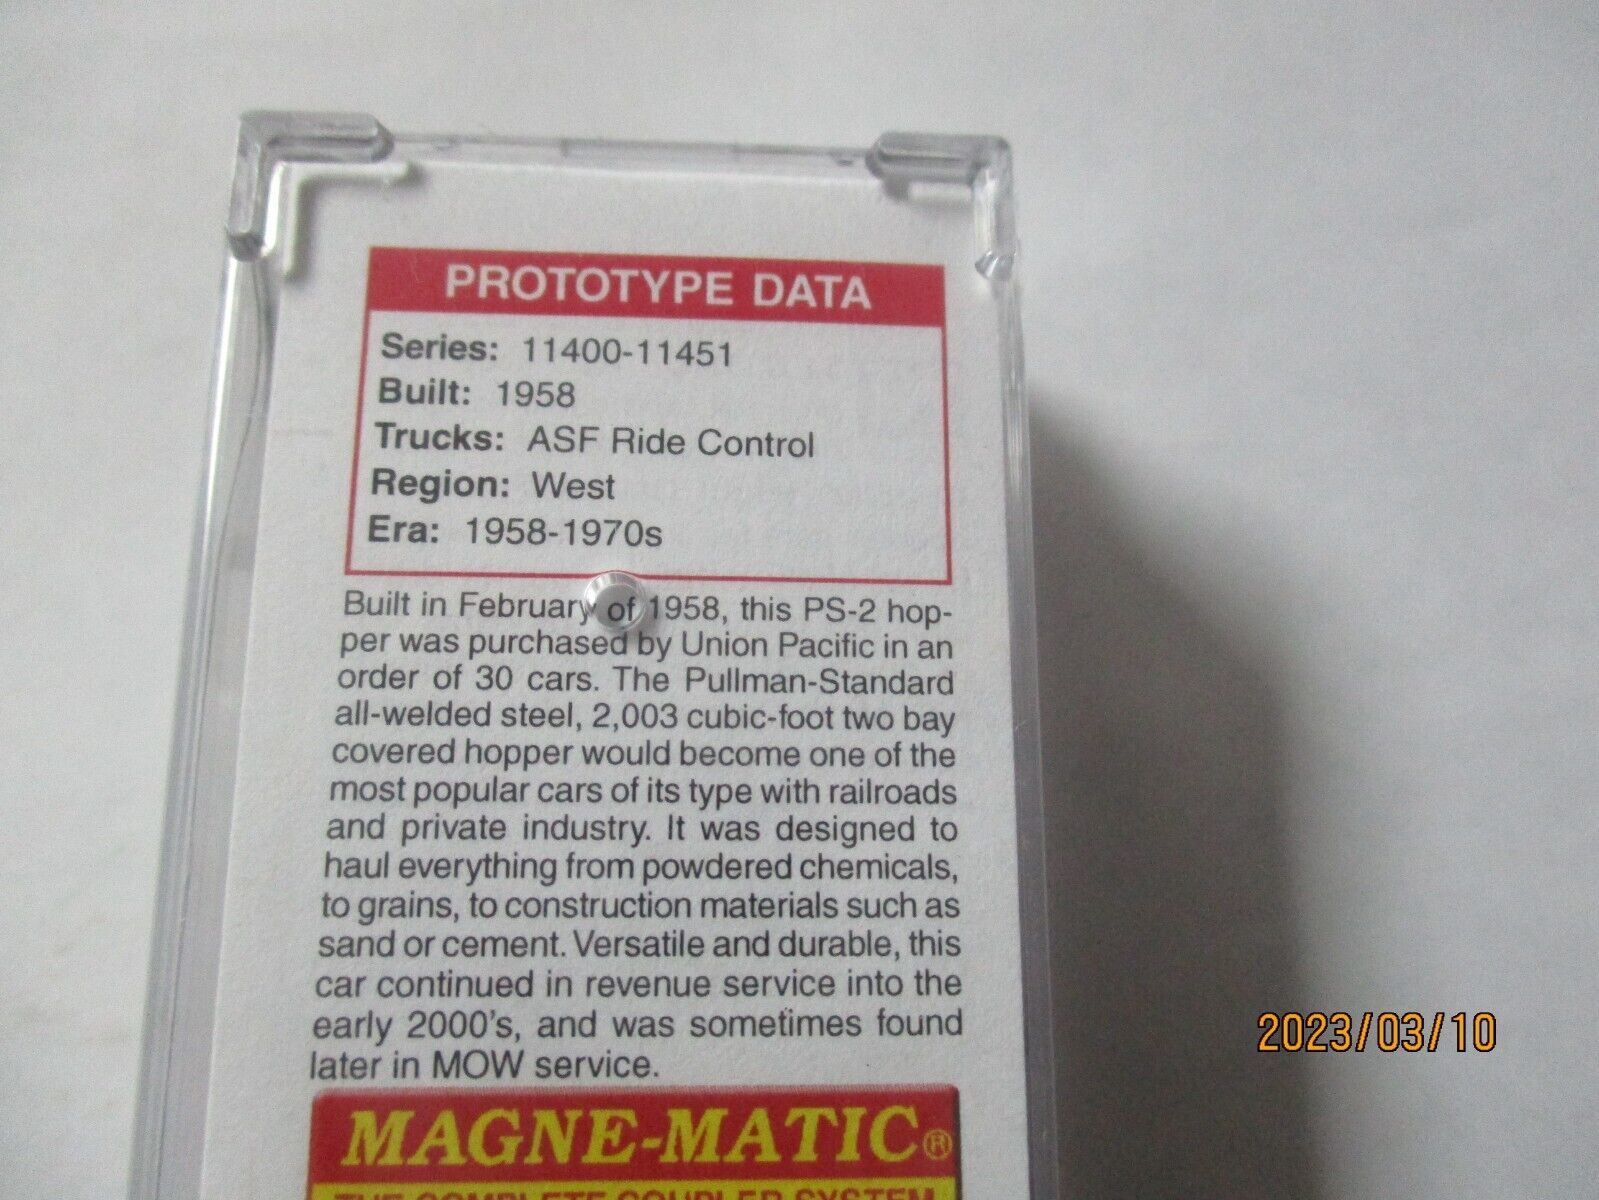 PROTOTYPE DATA
Series: 11400-11451
Built: 1958
Trucks: ASF Ride Control
Region: West
Era: 1958-1970s
Built in February of 1958, this PS-2 hop-
per was purchased by Union Pacific in an
order of 30 cars. The Pullman-Standard
all-welded steel, 2,003 cubic-foot two bay
covered hopper would become one of the
most popular cars of its type with railroads
and private industry. It was designed to
haul everything from powdered chemicals,
to grains, to construction materials such as
sand or cement. Versatile and durable, this
car continued in revenue service into the
early 2000's, and was sometimes found
later in MOW service.
MAGNE-MATIC®
THE COMPLETE COUPLER SYSTEM
2023/03/10